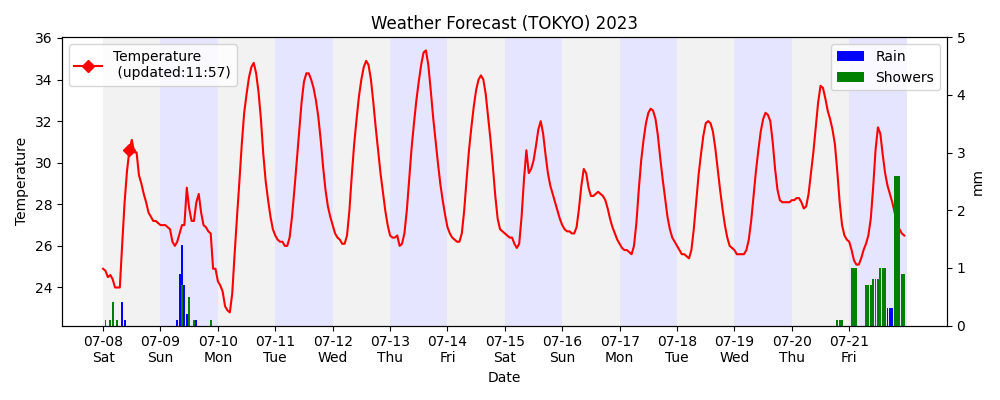 Weather Forecast (TOKYO) 2023
Temperature
(updated:11:57)
Rain
Showers
Temperature
36
34
32
30
28
26
24
5
4
3
2
1
0
mm
07-08 07-09 07-10 07-11 07-12 07-13 07-14 07-15 07-16 07-17 07-18 07-19 07-20 07-21
Sat Sun Mon Tue Wed Thu Fri Sat Sun Mon Tue Wed Thu Fri
Date